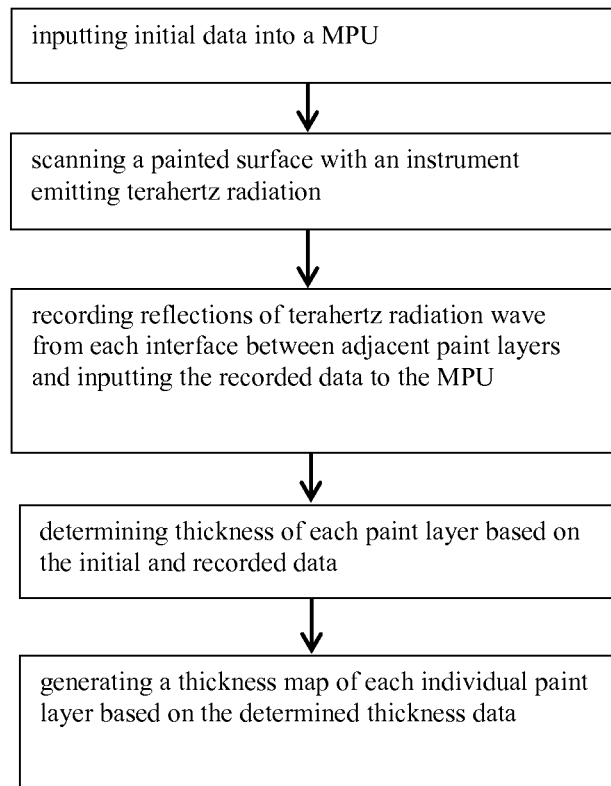 inputting initial data into a MPU
scanning a painted surface with an instrument
emitting terahertz radiation
recording reflections of terahertz radiation wave
from each interface between adjacent paint layers
and inputting the recorded data to the MPU
determining thickness of each paint layer based on
the initial and recorded data
generating a thickness map of each individual paint
layer based on the determined thickness data